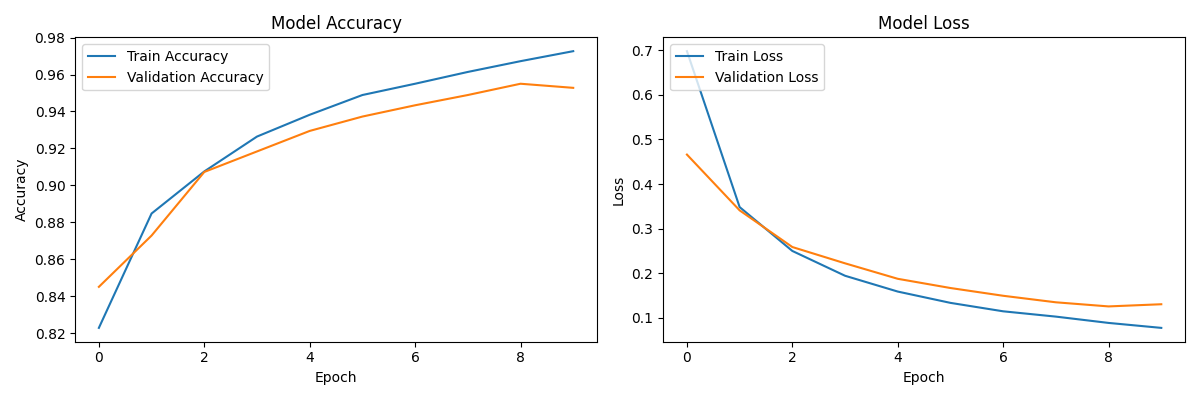 Model Accuracy
Train Accuracy
Validation Accuracy
0.98
0.96
0.94
0.92
0.90
0.88
0.86
0.84
0.82
Accuracy
0 2 4 6 8
Epoch
Model Loss
Train Loss
Validation Loss
0.7
0.6
0.5
0.4
0.3
0.2
0.1
Loss
0 2 4 6 8
Epoch